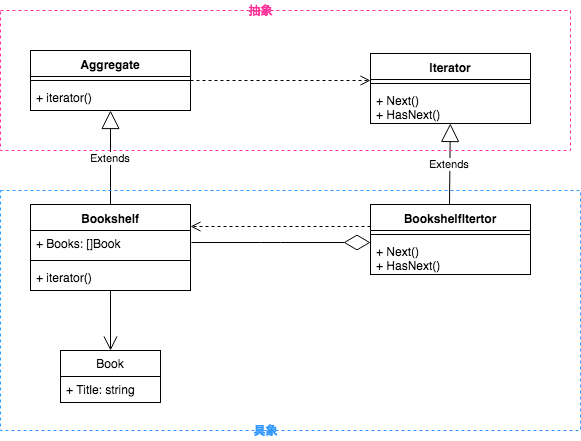 抽象
Aggregate
+ iterator()
Iterator
+ Next()
+ HasNext()
Extends
Extends
Bookshelf
+ Books: []Book
+ iterator()
BookshelfItertor
+ Next()
+ HasNext()
Book
+ Title: string
具象